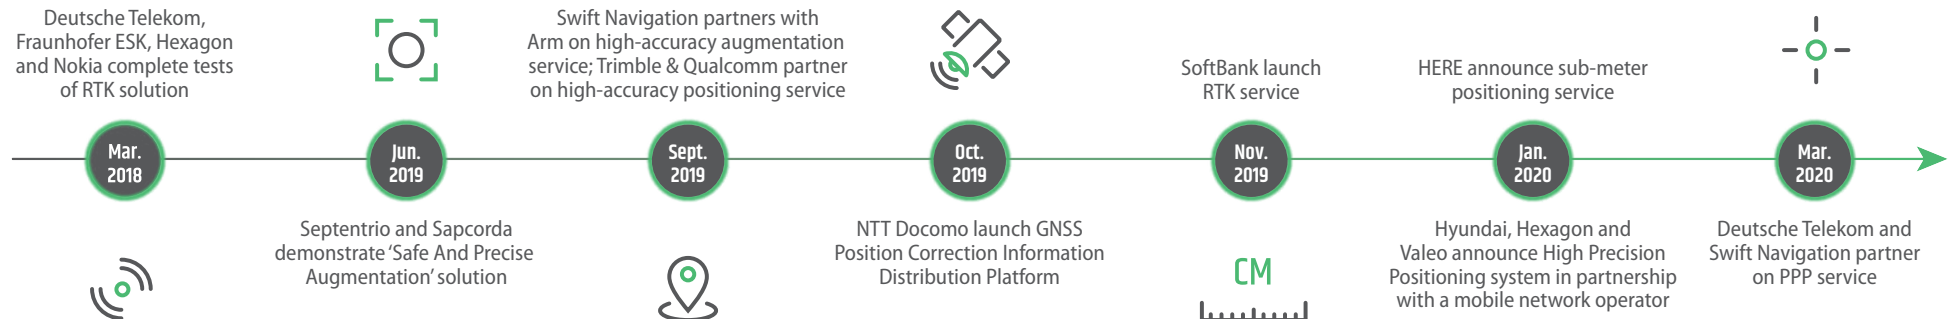 Deutsche Telekom,
Fraunhofer ESK, Hexagon
and Nokia complete tests
of RTK solution
Mar.
2018
Jun.
2019
Septentrio and Sapcorda
demonstrate ‘Safe And Precise
Augmentation’ solution
Swift Navigation partners with
Arm on high-accuracy augmentation
service; Trimble & Qualcomm partner
on high-accuracy positioning service
Sept.
2019
Oct.
2019
NTT Docomo launch GNSS
Position Correction Information
Distribution Platform
SoftBank launch
RTK service
Nov.
2019
CM
HERE announce sub-meter
positioning service
Jan.
2020
Hyundai, Hexagon and
Valeo announce High Precision
Positioning system in partnership
with a mobile network operator
Mar.
2020
Deutsche Telekom and
Swift Navigation partner
on PPP service